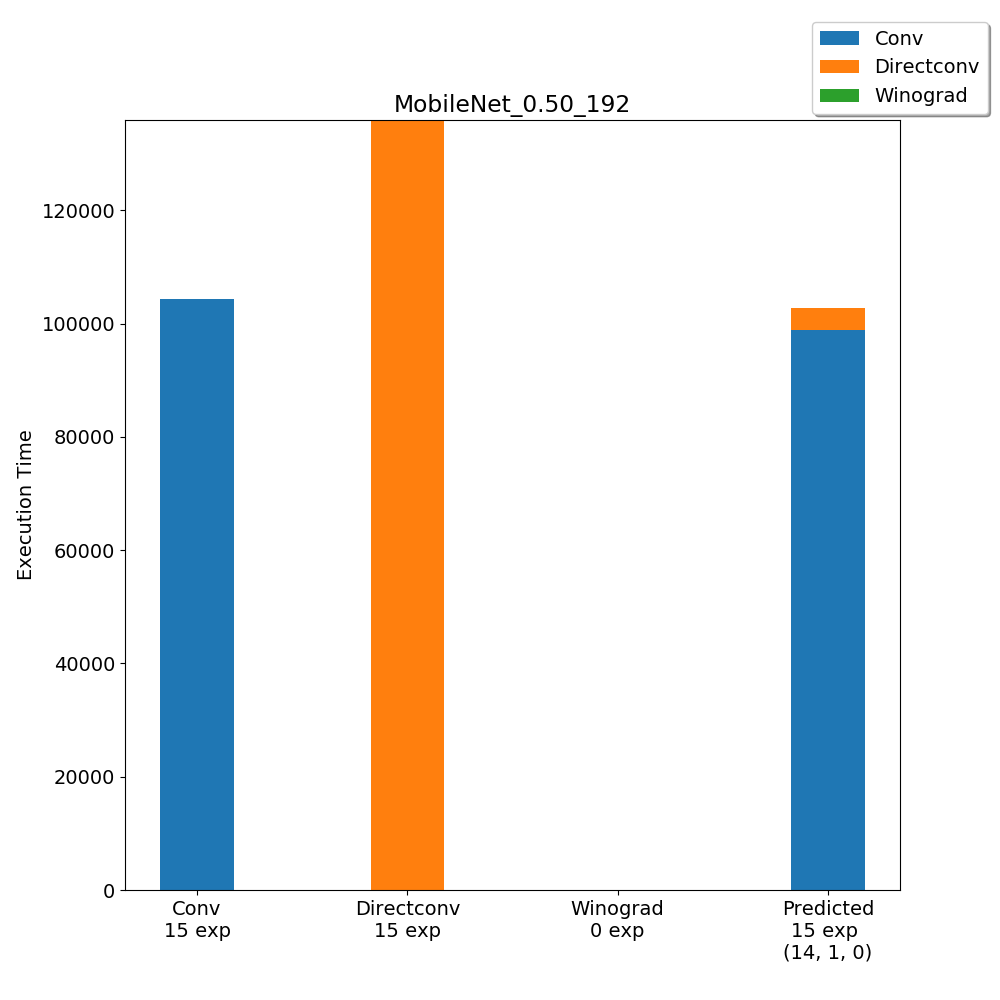 Conv
Directconv
Winograd
MobileNet_0.50_192
120000
100000
80000
60000
40000
20000
0
Execution Time
Conv
15 exp
Directconv
15 exp
Winograd
0 exp
Predicted
15 exp
(14, 1, 0)